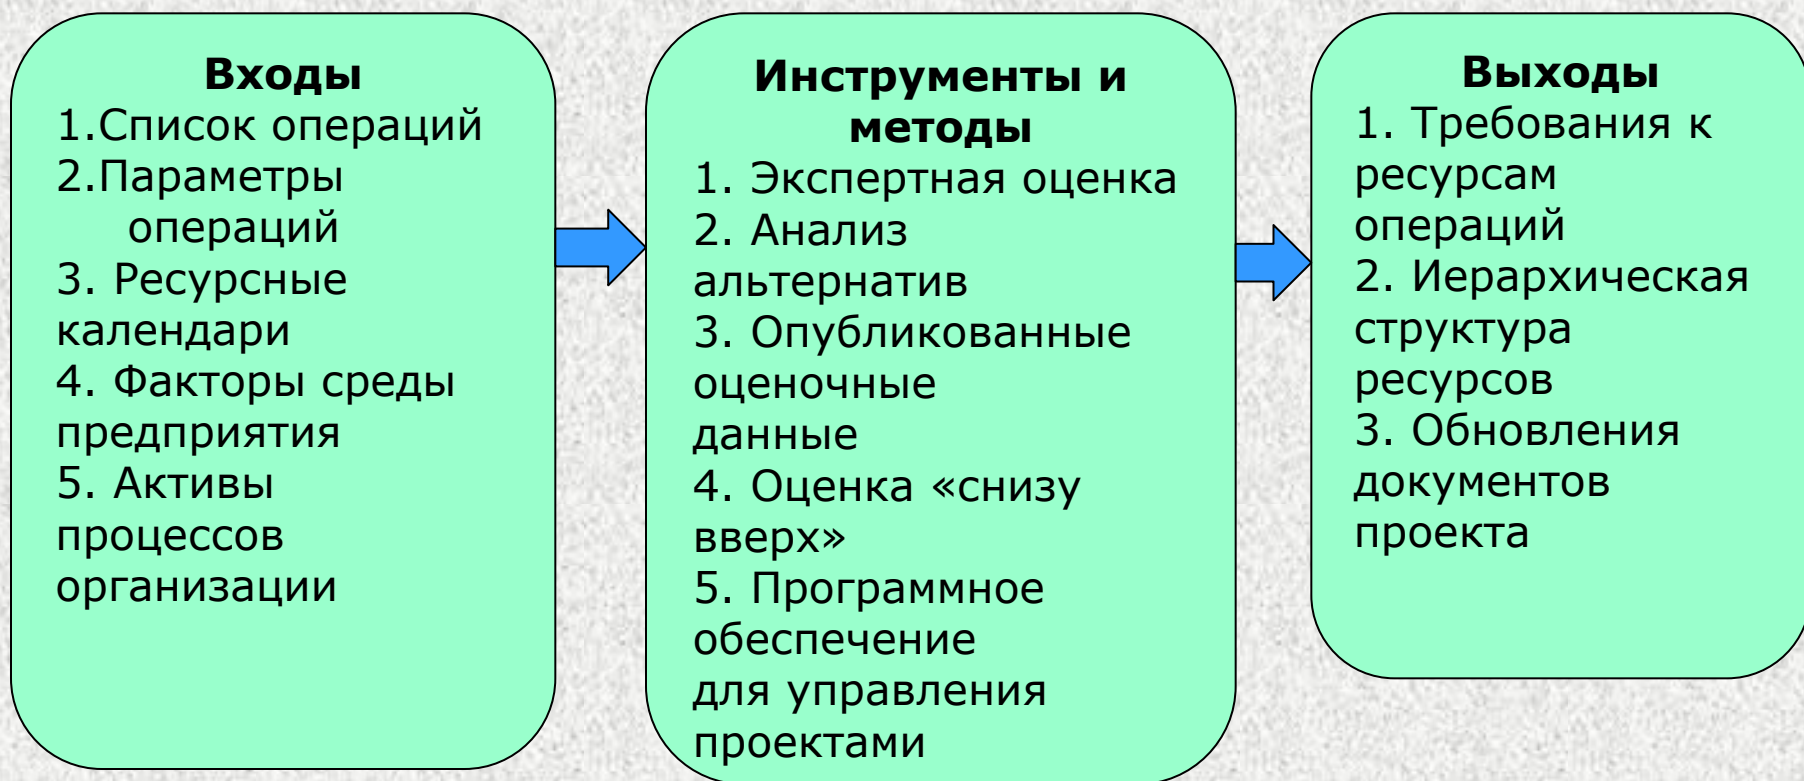 Входы
1.Список операций
2.Параметры
операций
3. Ресурсные
календари
4. Факторы среды
предприятия
5. Активы
процессов
организации
Инструменты и
методы
1. Экспертная оценка
2. Анализ
альтернатив
3. Опубликованные
оценочные
данные
4. Оценка «снизу
вверх»
5. Программное
обеспечение
для управления
проектами
Выходы
1. Требования к
ресурсам
операций
2. Иерархическая
структура
ресурсов
3. Обновления
документов
проекта